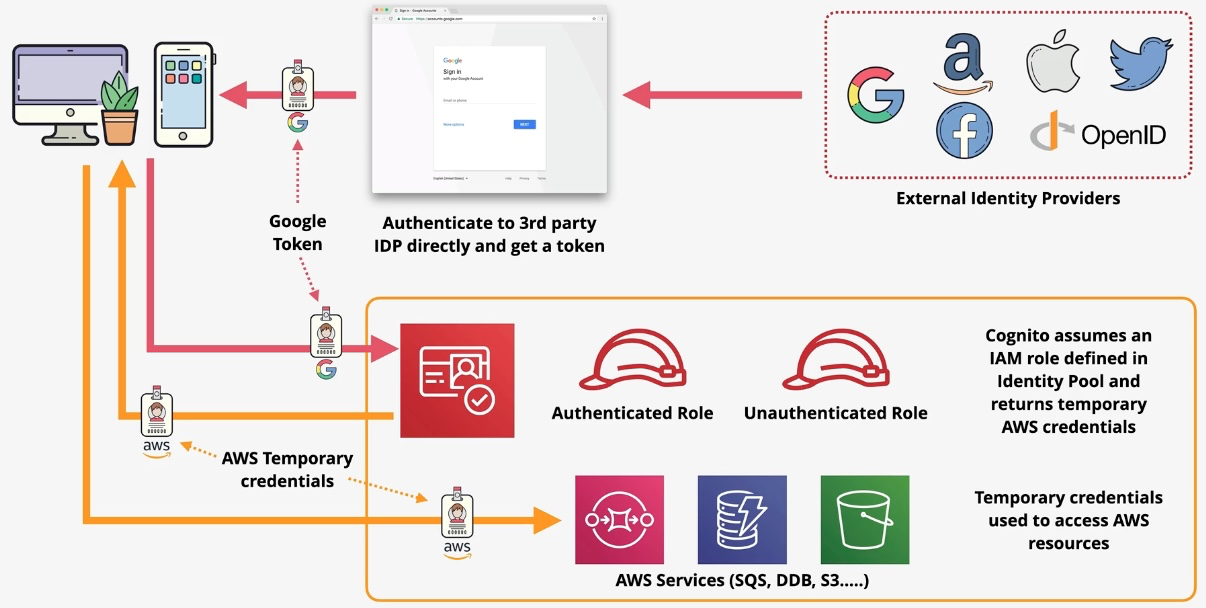 Sign in - Google Accounts
Secure
https://accounts.google.com
Google
Sign in
with your Google Account
Email or phone
More options
NEXT
English (United States)
Help
Privacy
Terms
OpenID
External Identity Providers
Google
Token
Authenticate to 3rd party
IDP directly and get a token
Authenticated Role
Unauthenticated Role
Cognito assumes an
IAM role defined in
Identity Pool and
returns temporary
AWS credentials
aws
AWS Temporary
credentials
aws
Temporary credentials
used to access AWS
resources
AWS Services (SQS, DDB, S3.....)